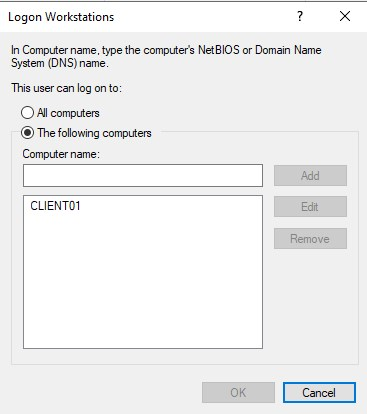 Logon Workstations
?
In Computer name, type the computer's NetBIOS or Domain Name
System (DNS) name.
This user can log on to:
All computers
The following computers
Computer name:
Add
CLIENT01
Edit
Remove
OK
Cancel